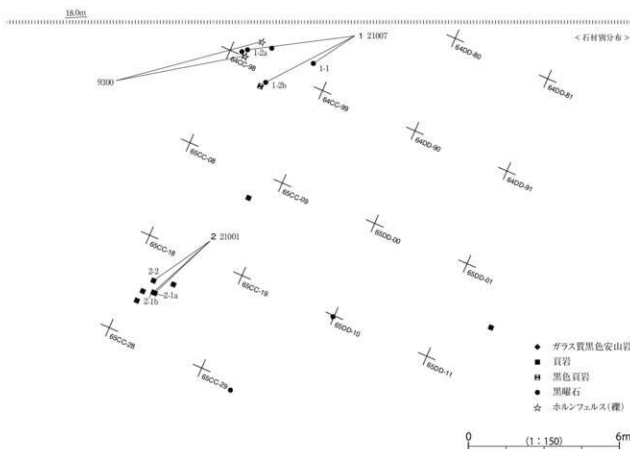 18.0m
＜石材別分布＞
1 21007
64DD-80
1-2a
64CC-98
1-1
64DD-81
9300
1-2b
64CC-99
64DD-90
65CC-08
64DD-91
65CC-09
65DD-00
2 21001
65CC-18
65DD-01
2-2
65CC-19
2-1a
2-1b
65DD-10
65CC-28
65DD-11
65CC-29
ガラス質黒色安山岩
頁岩
黒色頁岩
黒曜石
ホルンフェルス(礫)
0 (1：150) 6m